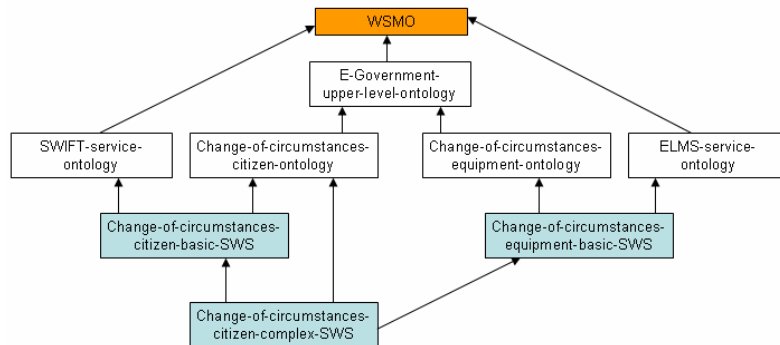 WSMO
E-Government-
upper-level-ontology
SWIFT-service-
ontology
Change-of-circumstances-
citizen-ontology
Change-of-circumstances-
equipment-ontology
ELMS-service-
ontology
Change-of-circumstances-
citizen-basic-SWS
Change-of-circumstances-
equipment-basic-SWS
Change-of-circumstances-
citizen-complex-SWS